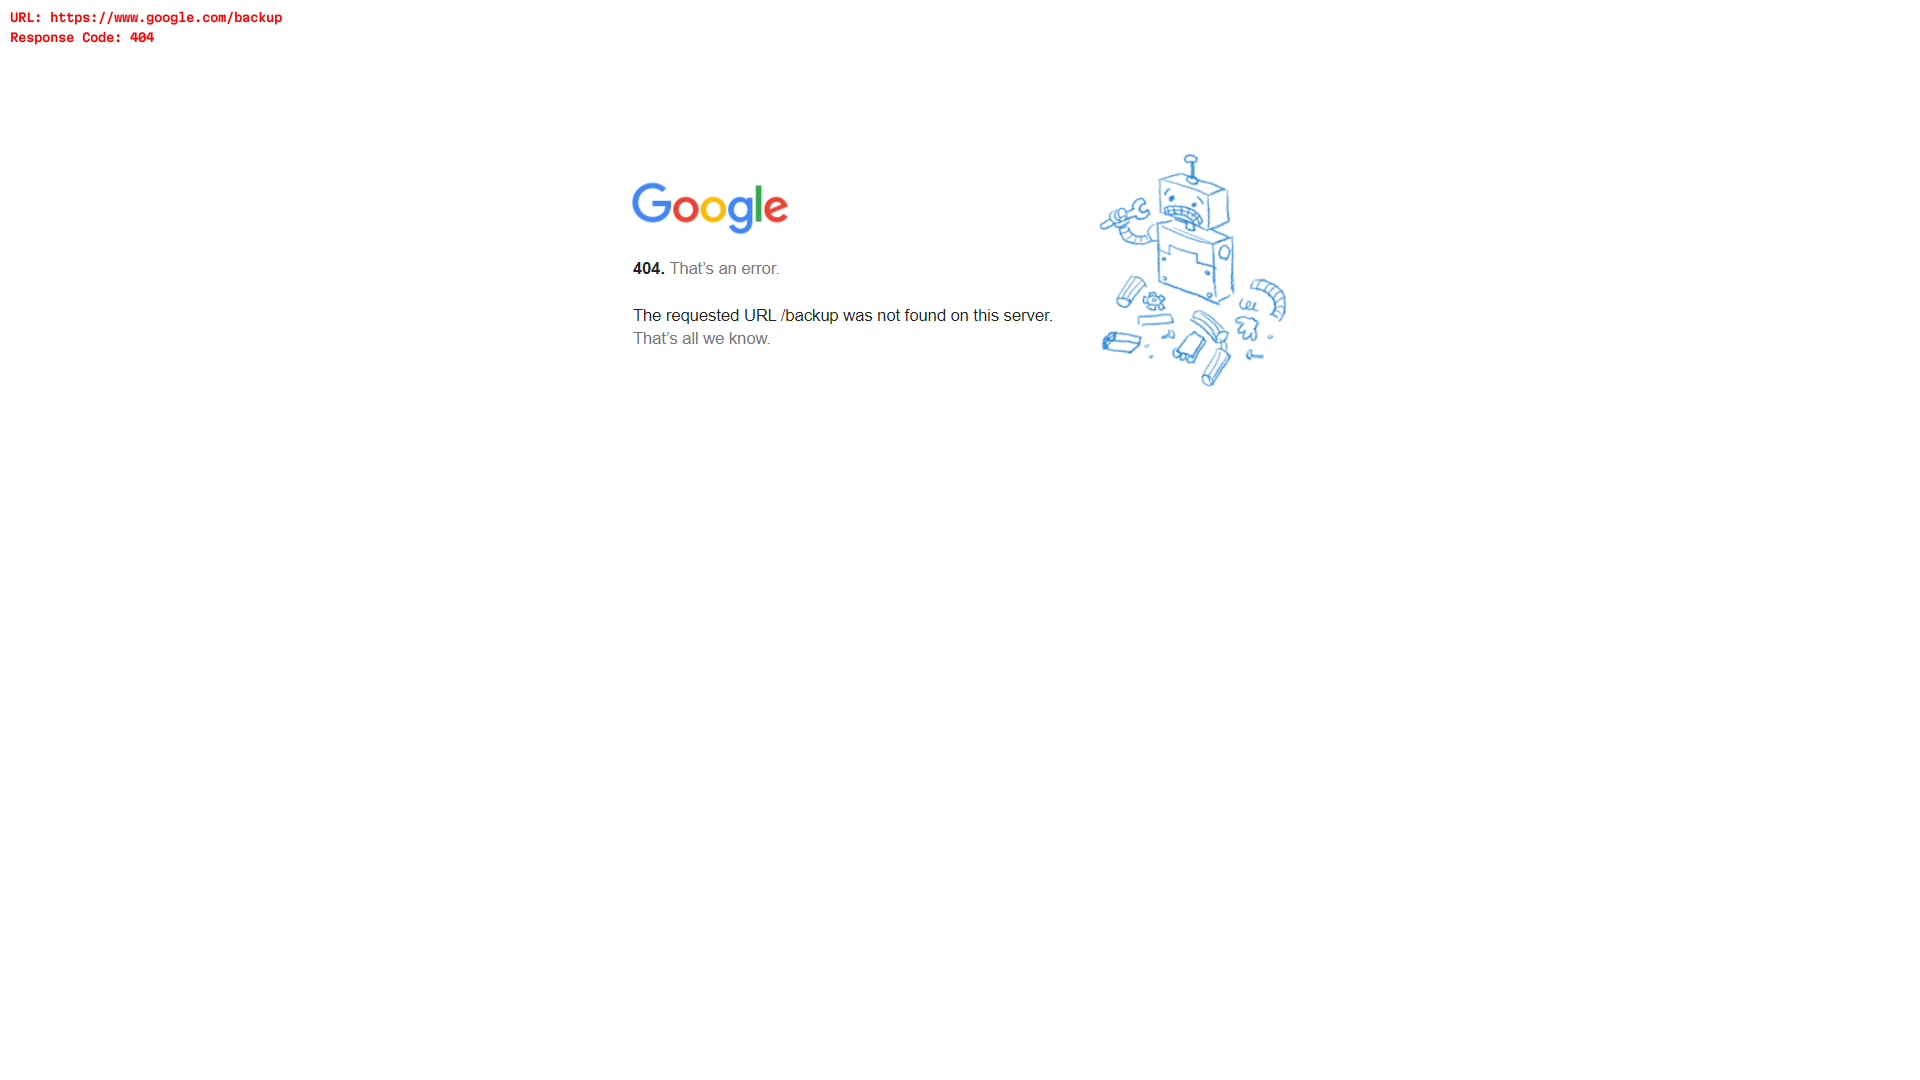 URL: https://www.google.com/backup
Response Code: 404
Google
404. That’s an error.
The requested URL /backup was not found on this server.
That’s all we know.